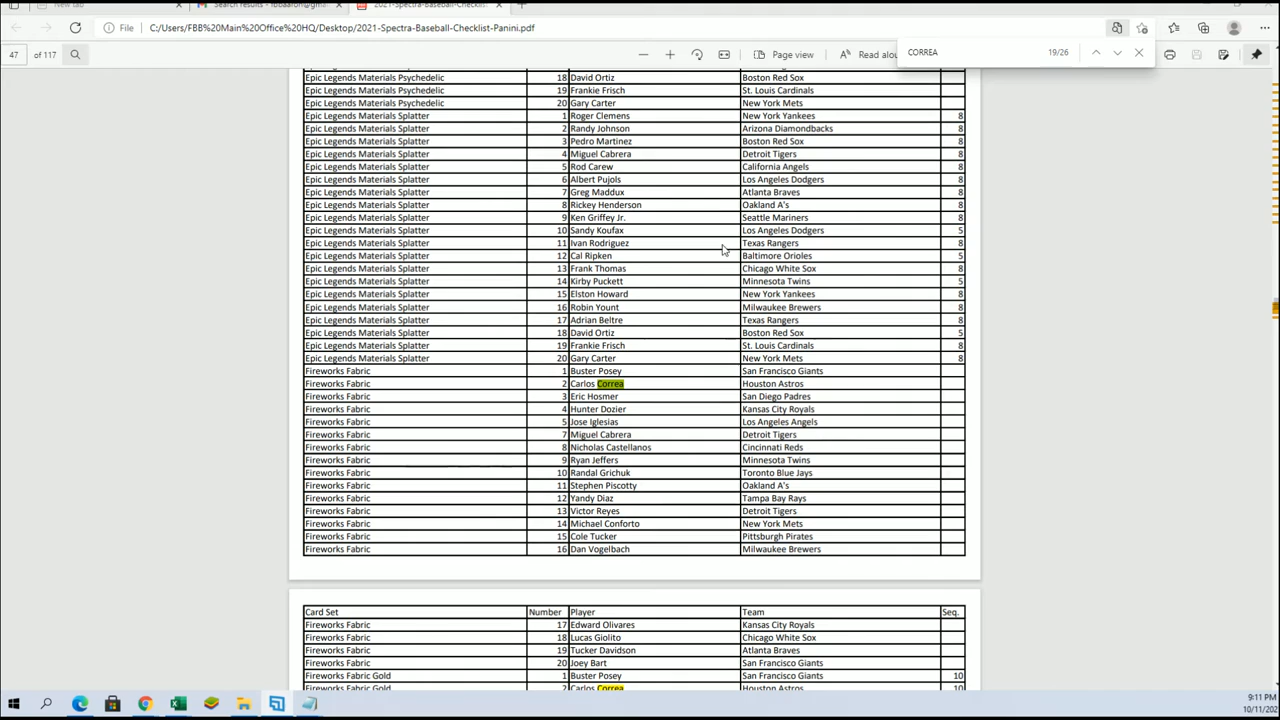 New tab
Search results - fbbaaron@gmai
2021-Spectra-Baseball-Checklist-
File C:/Users/FBB%20Main%20Office%20HQ/Desktop/2021-Spectra-Baseball-Checklist-Panini.pdf
47 of 117 Page view Read alou CORREA 19/26
Epic Legends Materials Psychedelic 18 David Ortiz Boston Red Sox
Epic Legends Materials Psychedelic 19 Frankie Frisch St. Louis Cardinals
Epic Legends Materials Psychedelic 20 Gary Carter New York Mets
Epic Legends Materials Splatter 1 Roger Clemens New York Yankees 8
Epic Legends Materials Splatter 2 Randy Johnson Arizona Diamondbacks 8
Epic Legends Materials Splatter 3 Pedro Martinez Boston Red Sox 8
Epic Legends Materials Splatter 4 Miguel Cabrera Detroit Tigers 8
Epic Legends Materials Splatter 5 Rod Carew California Angels 8
Epic Legends Materials Splatter 6 Albert Pujols Los Angeles Dodgers 8
Epic Legends Materials Splatter 7 Greg Maddux Atlanta Braves 8
Epic Legends Materials Splatter 8 Rickey Henderson Oakland A's 8
Epic Legends Materials Splatter 9 Ken Griffey Jr. Seattle Mariners 8
Epic Legends Materials Splatter 10 Sandy Koufax Los Angeles Dodgers 5
Epic Legends Materials Splatter 11 Ivan Rodriguez Texas Rangers 8
Epic Legends Materials Splatter 12 Cal Ripken Baltimore Orioles 5
Epic Legends Materials Splatter 13 Frank Thomas Chicago White Sox 8
Epic Legends Materials Splatter 14 Kirby Puckett Minnesota Twins 5
Epic Legends Materials Splatter 15 Elston Howard New York Yankees 8
Epic Legends Materials Splatter 16 Robin Yount Milwaukee Brewers 8
Epic Legends Materials Splatter 17 Adrian Beltre Texas Rangers 8
Epic Legends Materials Splatter 18 David Ortiz Boston Red Sox 5
Epic Legends Materials Splatter 19 Frankie Frisch St. Louis Cardinals 8
Epic Legends Materials Splatter 20 Gary Carter New York Mets 8
Fireworks Fabric 1 Buster Posey San Francisco Giants
Fireworks Fabric 2 Carlos Correa Houston Astros
Fireworks Fabric 3 Eric Hosmer San Diego Padres
Fireworks Fabric 4 Hunter Dozier Kansas City Royals
Fireworks Fabric 5 Jose Iglesias Los Angeles Angels
Fireworks Fabric 7 Miguel Cabrera Detroit Tigers
Fireworks Fabric 8 Nicholas Castellanos Cincinnati Reds
Fireworks Fabric 9 Ryan Jeffers Minnesota Twins
Fireworks Fabric 10 Randal Grichuk Toronto Blue Jays
Fireworks Fabric 11 Stephen Piscotty Oakland A's
Fireworks Fabric 12 Yandy Diaz Tampa Bay Rays
Fireworks Fabric 13 Victor Reyes Detroit Tigers
Fireworks Fabric 14 Michael Conforto New York Mets
Fireworks Fabric 15 Cole Tucker Pittsburgh Pirates
Fireworks Fabric 16 Dan Vogelbach Milwaukee Brewers
Card Set Number Player Team Seq.
Fireworks Fabric 17 Edward Olivares Kansas City Royals
Fireworks Fabric 18 Lucas Giolito Chicago White Sox
Fireworks Fabric 19 Tucker Davidson Atlanta Braves
Fireworks Fabric 20 Joey Bart San Francisco Giants
Fireworks Fabric Gold 1 Buster Posey San Francisco Giants 10
Fireworks Fabric Gold 2 Carlos Correa Houston Astros 10
9:11 PM
10/11/202